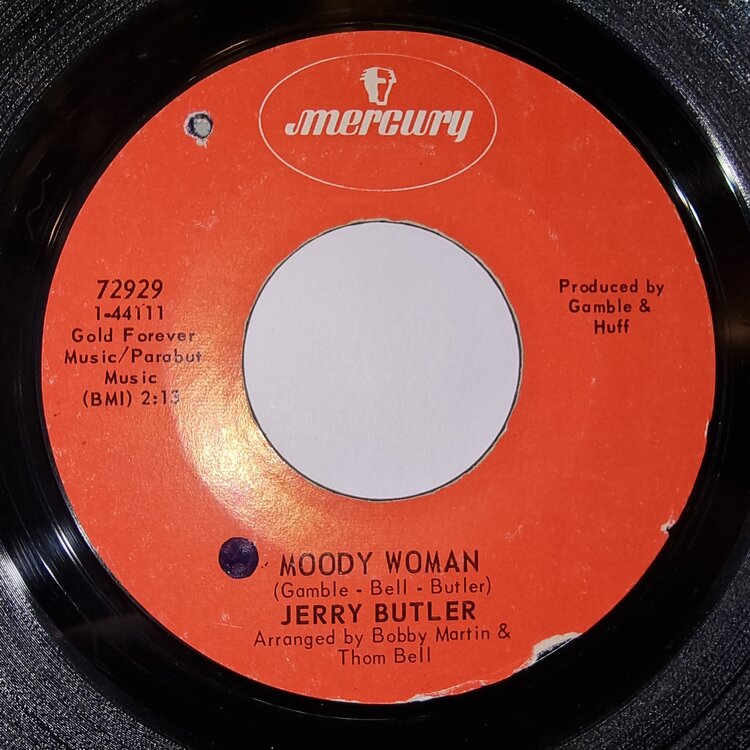 mercury
72929
1-44111
Gold Forever
Music/Parabut
Music
(BMI) 2:13
Produced by
Gamble &
Huff
MOODY WOMAN
(Gamble - Bell - Butler)
JERRY BUTLER
Arranged by Bobby Martin &
Thom Bell